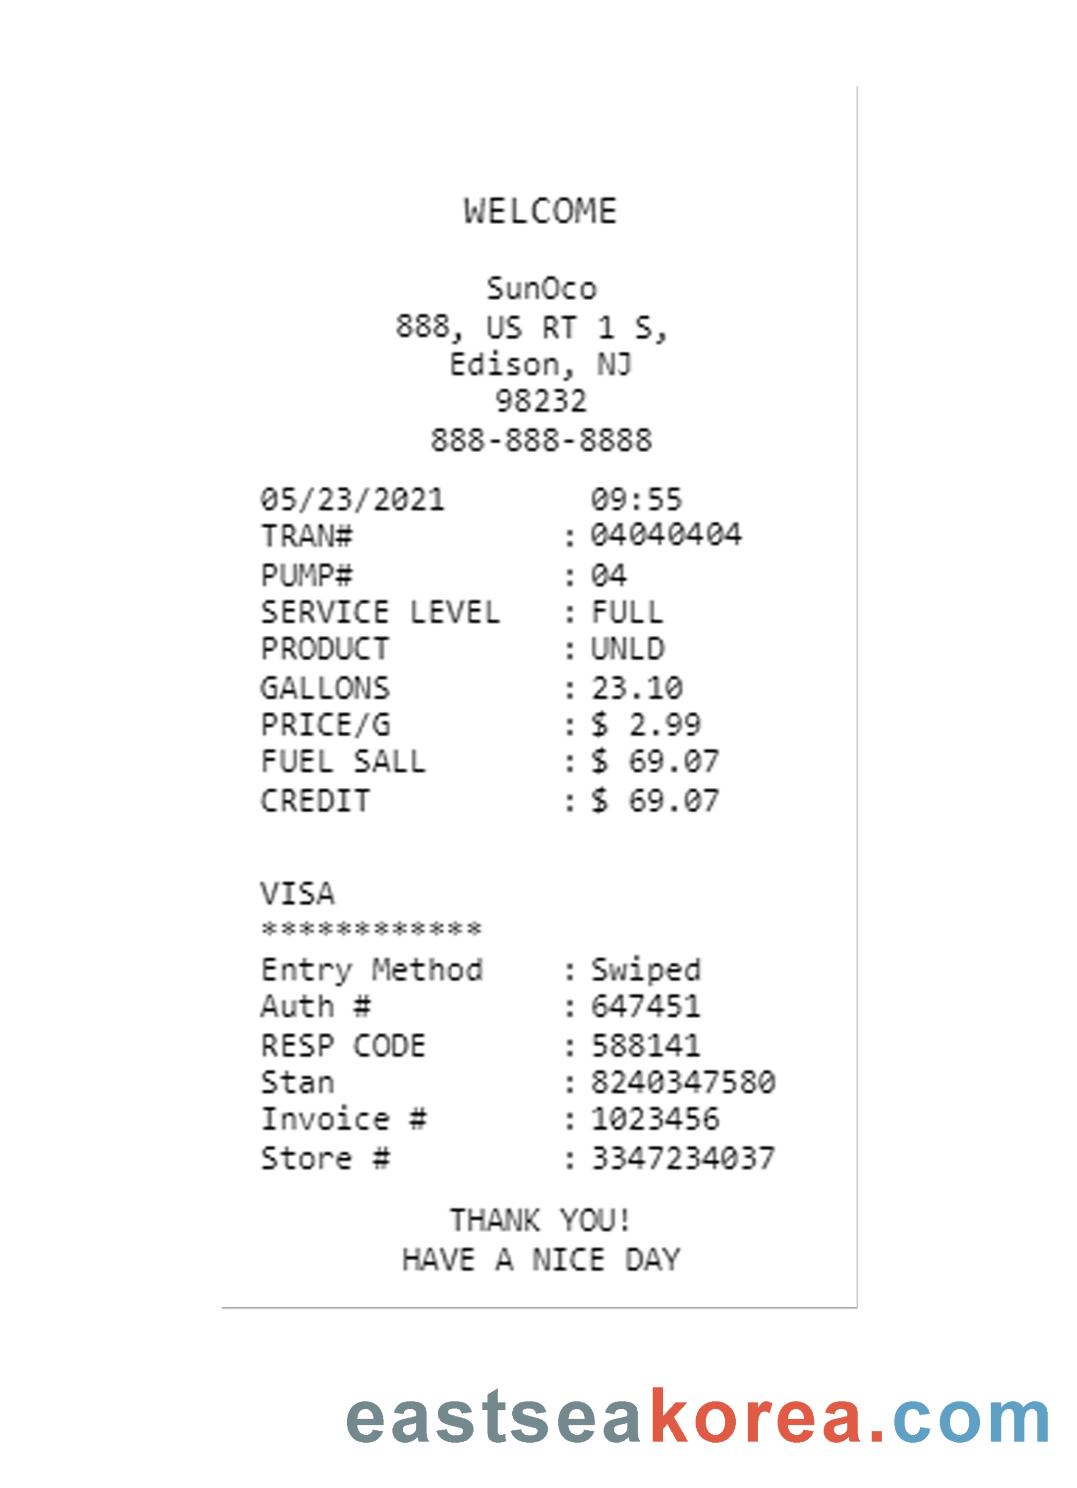 WELCOME
SunOco
888, US RT 1 S,
Edison, NJ
98232
888-888-8888
05/23/2021 09:55
TRAN# : 04040404
PUMP# : 04
SERVICE LEVEL : FULL
PRODUCT : UNLD
GALLONS : 23.10
PRICE/G : $ 2.99
FUEL SALL : $ 69.07
CREDIT : $ 69.07
VISA
************
Entry Method : Swiped
Auth # : 647451
RESP CODE : 588141
Stan : 8240347580
Invoice # : 1023456
Store # : 3347234037
THANK YOU!
HAVE A NICE DAY
eastseakorea.com